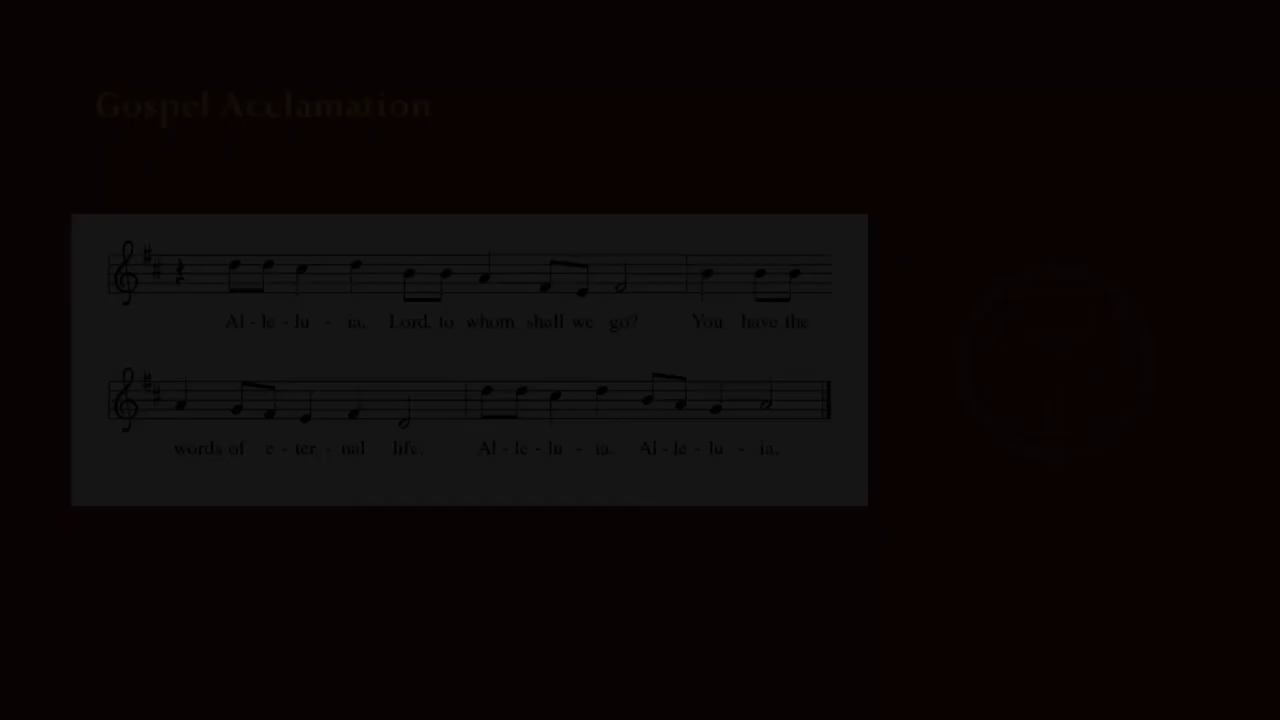 Gospel Acclamation
Al - le - lu - ia. Lord, to whom shall we go? You have the
words of e - ter - nal life. Al - le - lu - ia. Al - le - lu - ia.